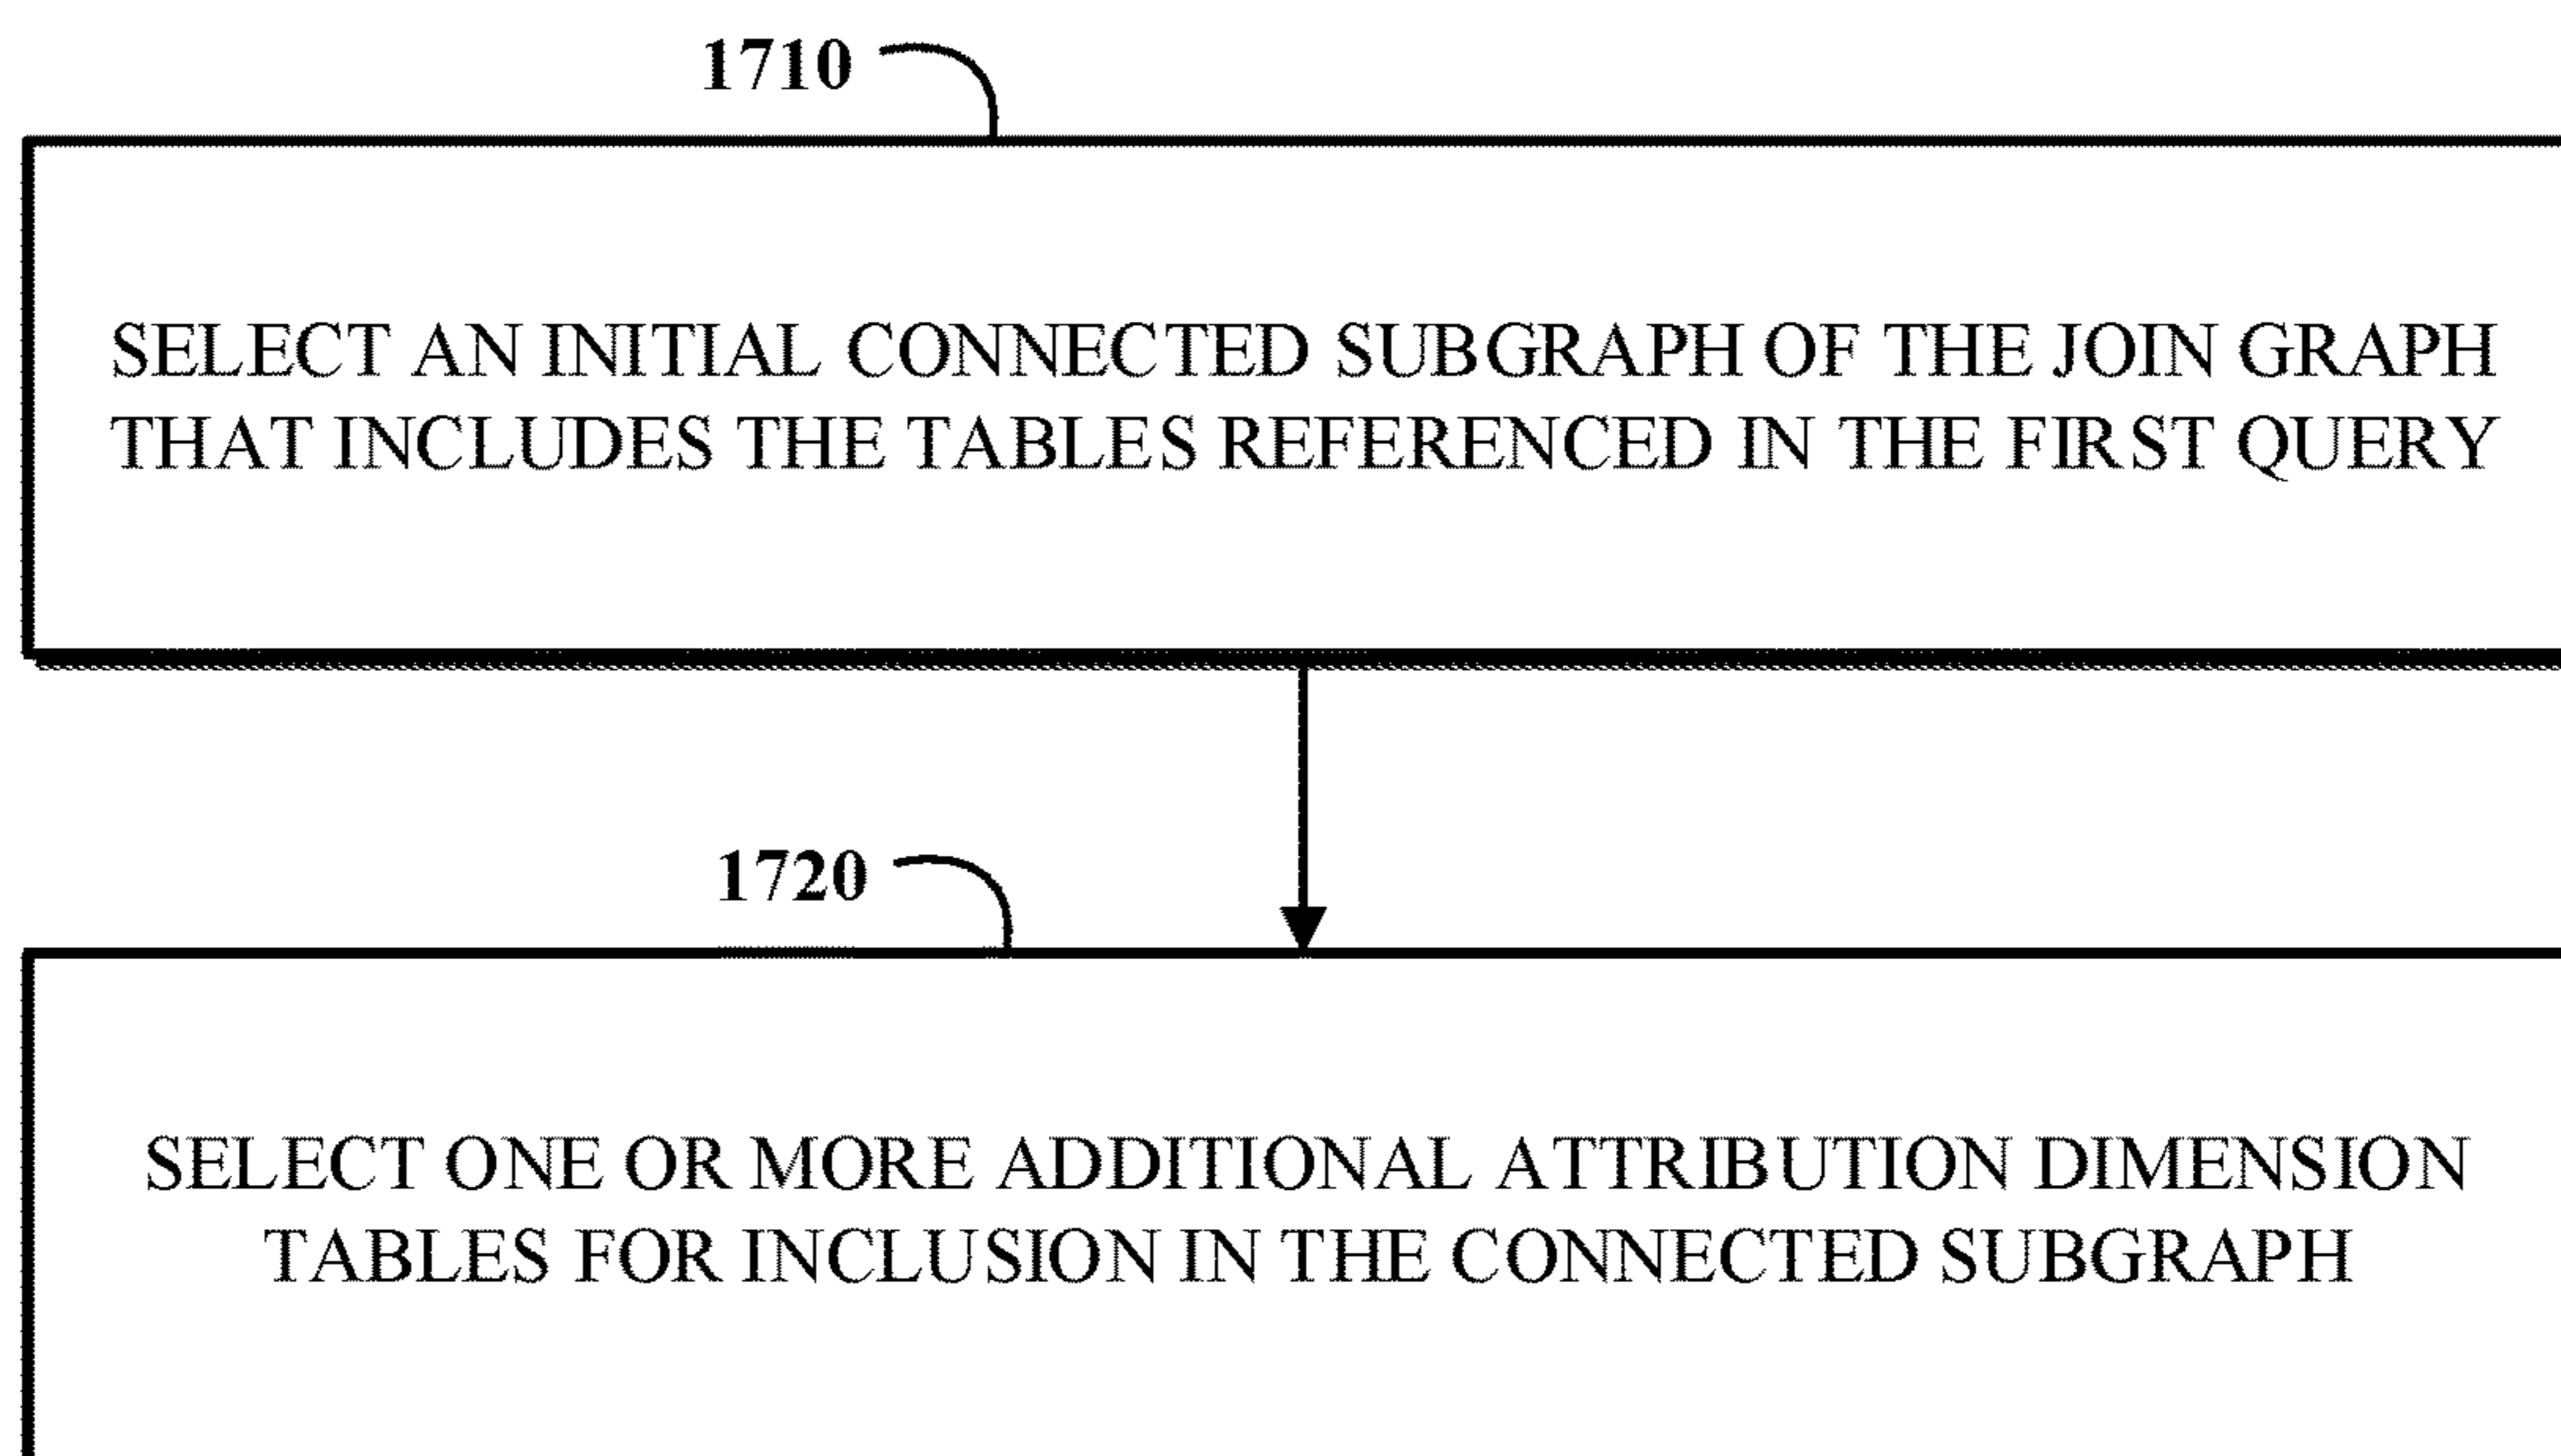 1710
SELECT AN INITIAL CONNECTED SUBGRAPH OF THE JOIN GRAPH
THAT INCLUDES THE TABLES REFERENCED IN THE FIRST QUERY
1720
SELECT ONE OR MORE ADDITIONAL ATTRIBUTION DIMENSION
TABLES FOR INCLUSION IN THE CONNECTED SUBGRAPH